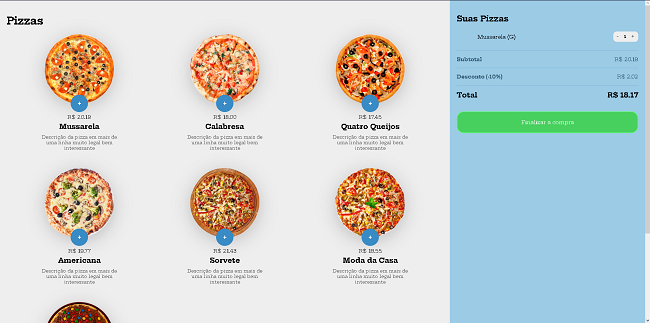 Pizzas
+
R$ 20.19
Mussarela
Descrição da pizza em mais de
uma linha muito legal bem
interessante
+
R$ 18.00
Calabresa
Descrição da pizza em mais de
uma linha muito legal bem
interessante
+
R$ 17.45
Quatro Queijos
Descrição da pizza em mais de
uma linha muito legal bem
interessante
+
R$ 19.77
Americana
Descrição da pizza em mais de
uma linha muito legal bem
interessante
+
R$ 21.43
Sorvete
Descrição da pizza em mais de
uma linha muito legal bem
interessante
+
R$ 18.55
Moda da Casa
Descrição da pizza em mais de
uma linha muito legal bem
interessante
Suas Pizzas
Mussarela (G) - 1 +
Subtotal R$ 20.19
Desconto (-10%) R$ 2.02
Total R$ 18.17
Finalizar a compra